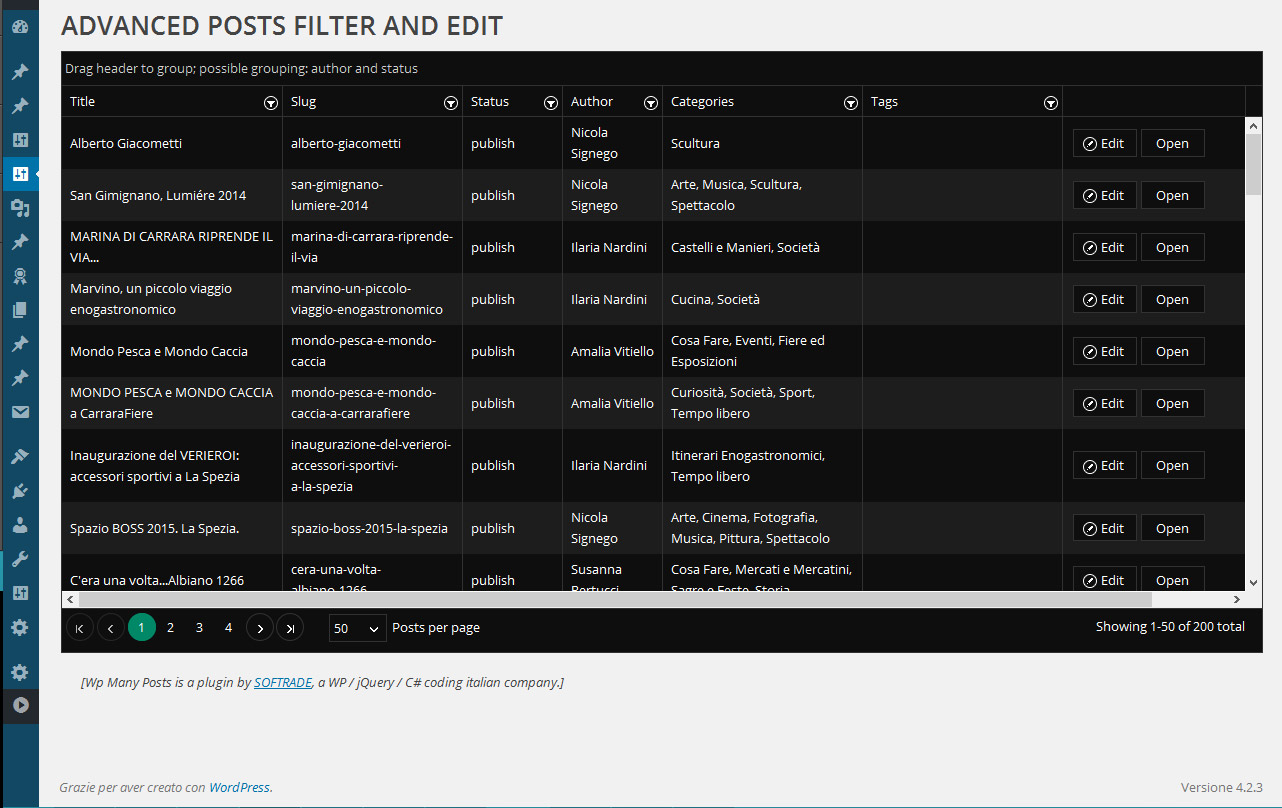 ADVANCED POSTS FILTER AND EDIT
Drag header to group; possible grouping: author and status
Title Slug Status Author Categories Tags
Alberto Giacometti alberto-giacometti publish Nicola Signego Scultura Edit Open
San Gimignano, Lumiére 2014 san-gimignano-lumiere-2014 publish Nicola Signego Arte, Musica, Scultura, Spettacolo Edit Open
MARINA DI CARRARA RIPRENDE IL VIA... marina-di-carrara-riprende-il-via publish Ilaria Nardini Castelli e Manieri, Società Edit Open
Marvino, un piccolo viaggio enogastronomico marvino-un-piccolo-viaggio-enogastronomico publish Ilaria Nardini Cucina, Società Edit Open
Mondo Pesca e Mondo Caccia mondo-pesca-e-mondo-caccia publish Amalia Vitiello Cosa Fare, Eventi, Fiere ed Esposizioni Edit Open
MONDO PESCA e MONDO CACCIA a CarraraFiere mondo-pesca-e-mondo-caccia-a-carrarafiere publish Amalia Vitiello Curiosità, Società, Sport, Tempo libero Edit Open
Inaugurazione del VERIEROI: accessori sportivi a La Spezia inaugurazione-del-verieroi-accessori-sportivi-a-la-spezia publish Ilaria Nardini Itinerari Enogastronomici, Tempo libero Edit Open
Spazio BOSS 2015. La Spezia. spazio-boss-2015-la-spezia publish Nicola Signego Arte, Cinema, Fotografia, Musica, Pittura, Spettacolo Edit Open
C'era una volta...Albiano 1266 cera-una-volta-albiano-1266 publish Susanna Bertucci Cosa Fare, Mercati e Mercatini, Sagre e Feste, Storia Edit Open
1 2 3 4 50 Posts per page Showing 1-50 of 200 total
[Wp Many Posts is a plugin by SOFTRADE, a WP / jQuery / C# coding italian company.]
Grazie per aver creato con WordPress. Versione 4.2.3